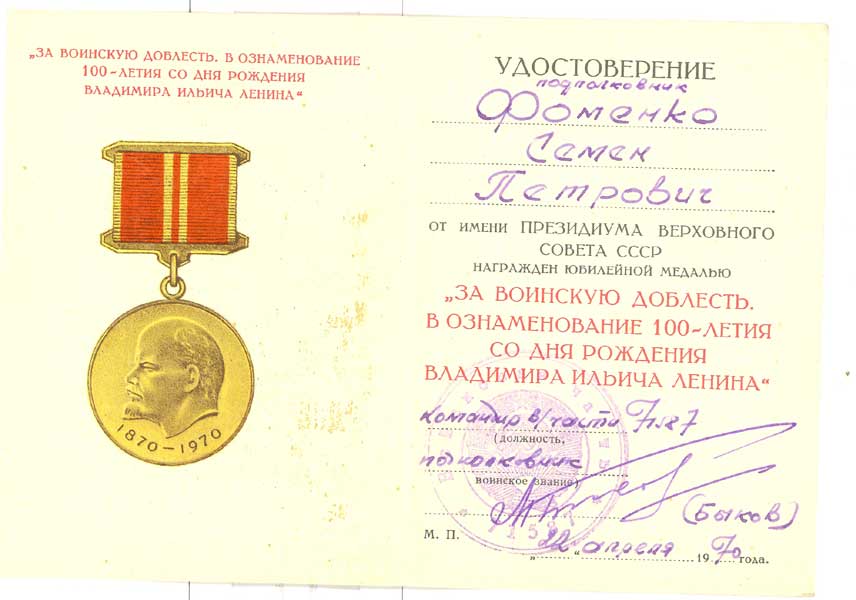 „ЗА ВОИНСКУЮ ДОБЛЕСТЬ. В ОЗНАМЕНОВАНИЕ
100-ЛЕТИЯ СО ДНЯ РОЖДЕНИЯ
ВЛАДИМИРА ИЛЬИЧА ЛЕНИНА“
1870-1970
УДОСТОВЕРЕНИЕ
подполковник
Фоменко
Семен
Петрович
ОТ ИМЕНИ ПРЕЗИДИУМА ВЕРХОВНОГО
СОВЕТА СССР
НАГРАЖДЕН ЮБИЛЕЙНОЙ МЕДАЛЬЮ
„ЗА ВОИНСКУЮ ДОБЛЕСТЬ.
В ОЗНАМЕНОВАНИЕ 100-ЛЕТИЯ
СО ДНЯ РОЖДЕНИЯ
ВЛАДИМИРА ИЛЬИЧА ЛЕНИНА“
командир в/части
(должность,
полковник
воинское звание)
(Быков)
М. П.
„22“ апреля 1970 года.